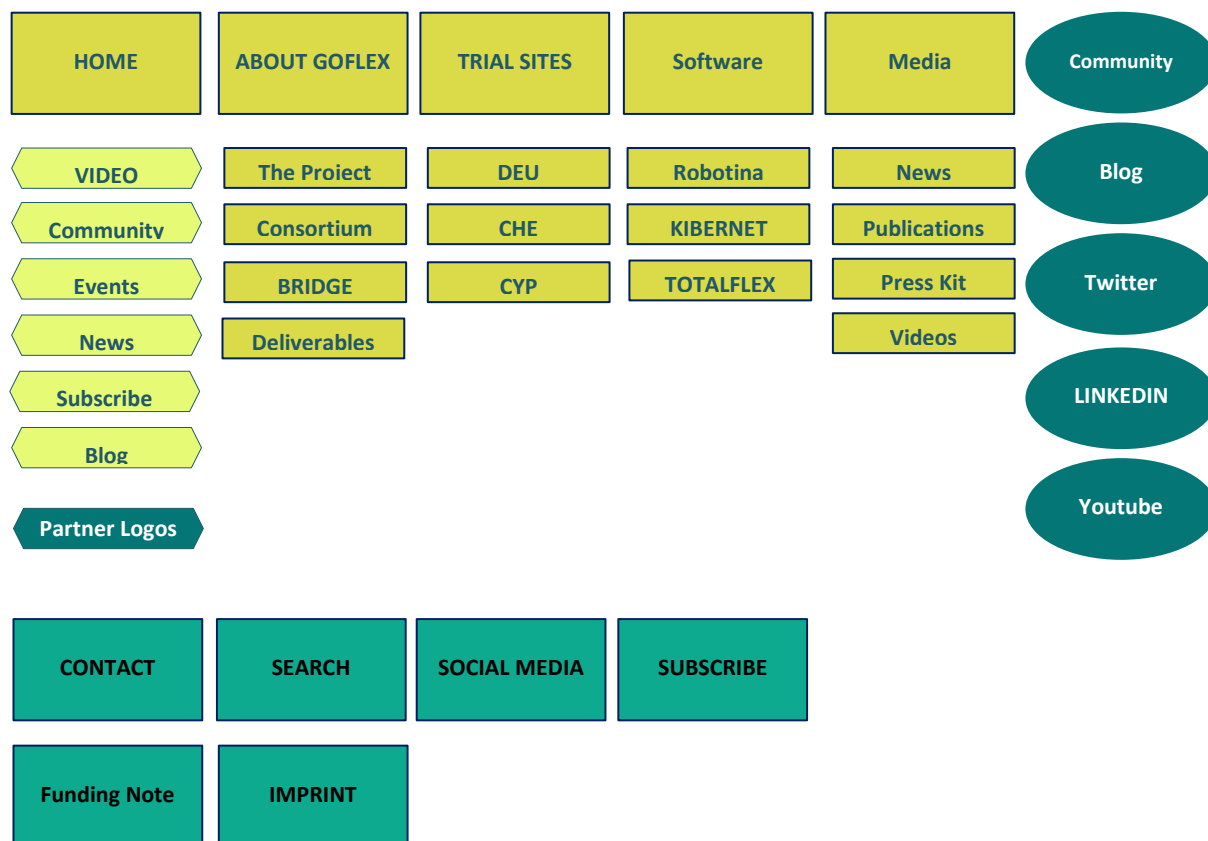 HOME
ABOUT GOFLEX
TRIAL SITES
Software
Media
Community
VIDEO
The Project
DEU
Robotina
News
Blog
Community
Consortium
CHE
KIBERNET
Publications
Events
BRIDGE
CYP
TOTALFLEX
Press Kit
Twitter
News
Deliverables
Videos
Subscribe
LINKEDIN
Blog
Partner Logos
Youtube
CONTACT
SEARCH
SOCIAL MEDIA
SUBSCRIBE
Funding Note
IMPRINT